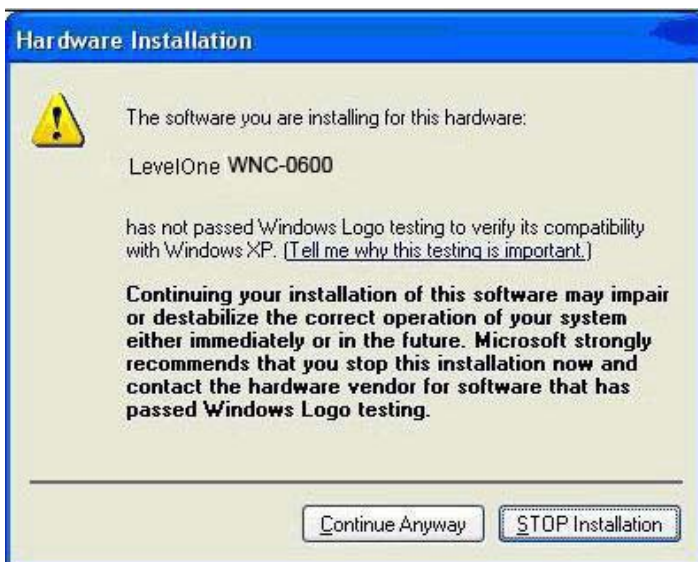 Hardware Installation
The software you are installing for this hardware:
LevelOne WNC-0600
has not passed Windows Logo testing to verify its compatibility
with Windows XP. (Tell me why this testing is important.)
Continuing your installation of this software may impair
or destabilize the correct operation of your system
either immediately or in the future. Microsoft strongly
recommends that you stop this installation now and
contact the hardware vendor for software that has
passed Windows Logo testing.
Continue Anyway STOP Installation